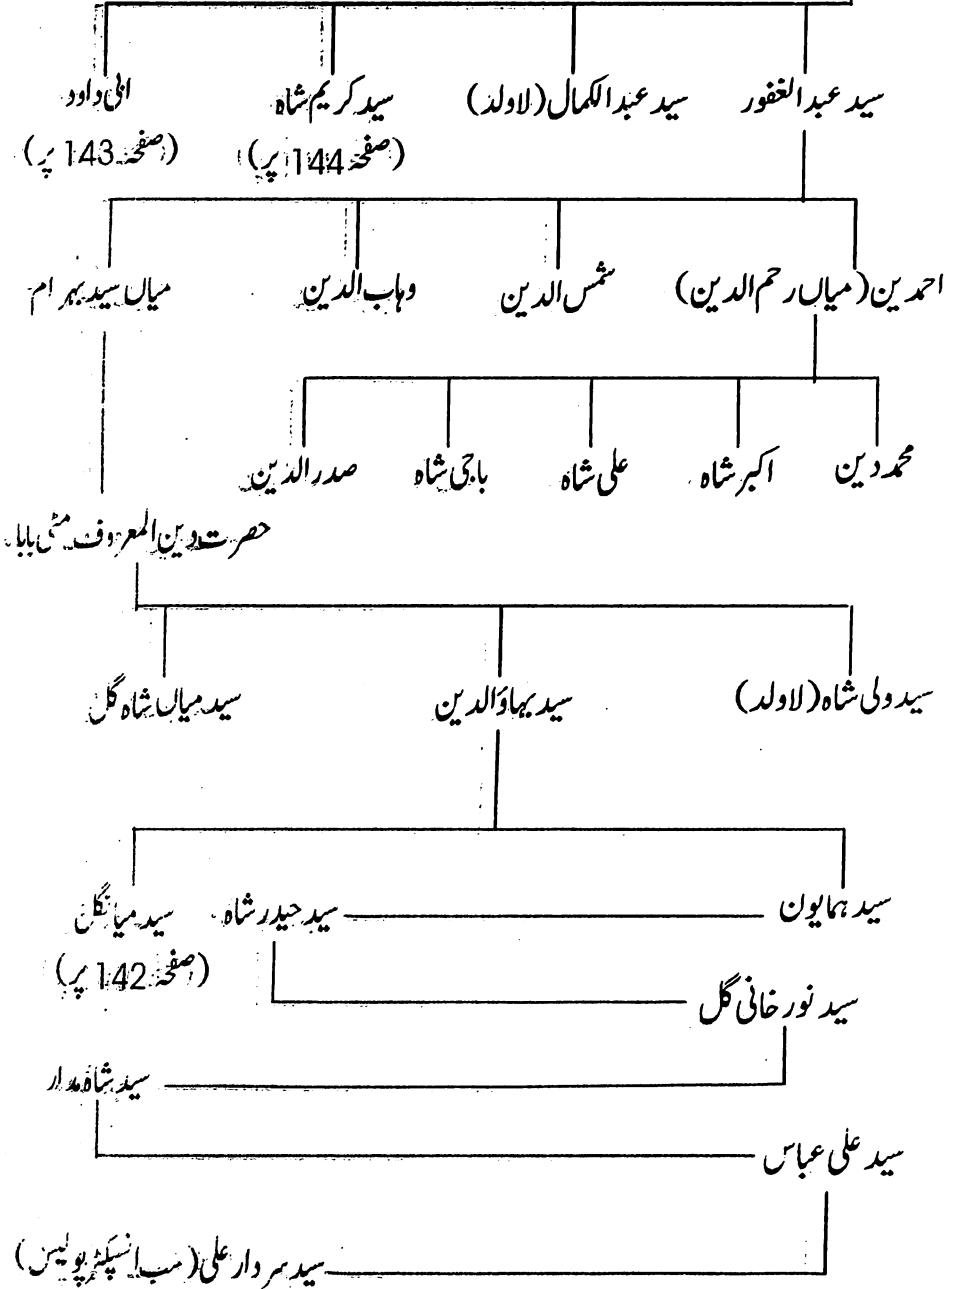 سید عبدالغفور سید عبدالکمال (لاولد) سید کریم شاہ ابی داود
(صفحہ 144 پر) (صفحہ 143 پر)
احمدین (میاں رحم الدین) شمس الدین وہاب الدین میاں سید بہرام
محمد دین اکبر شاہ علی شاہ باجی شاہ صدر الدین
حضرت دین المعروف مٹی بابا
سید ولی شاہ (لاولد) سید بہاؤالدین سید میاں شاہ گل
سید ہمایون سید حیدر شاہ سید میانگل
(صفحہ 142 پر)
سید نور خانی گل
سید شاہ مدار
سید علی عباس
سید سردار علی (سب انسپکٹر پولیس)